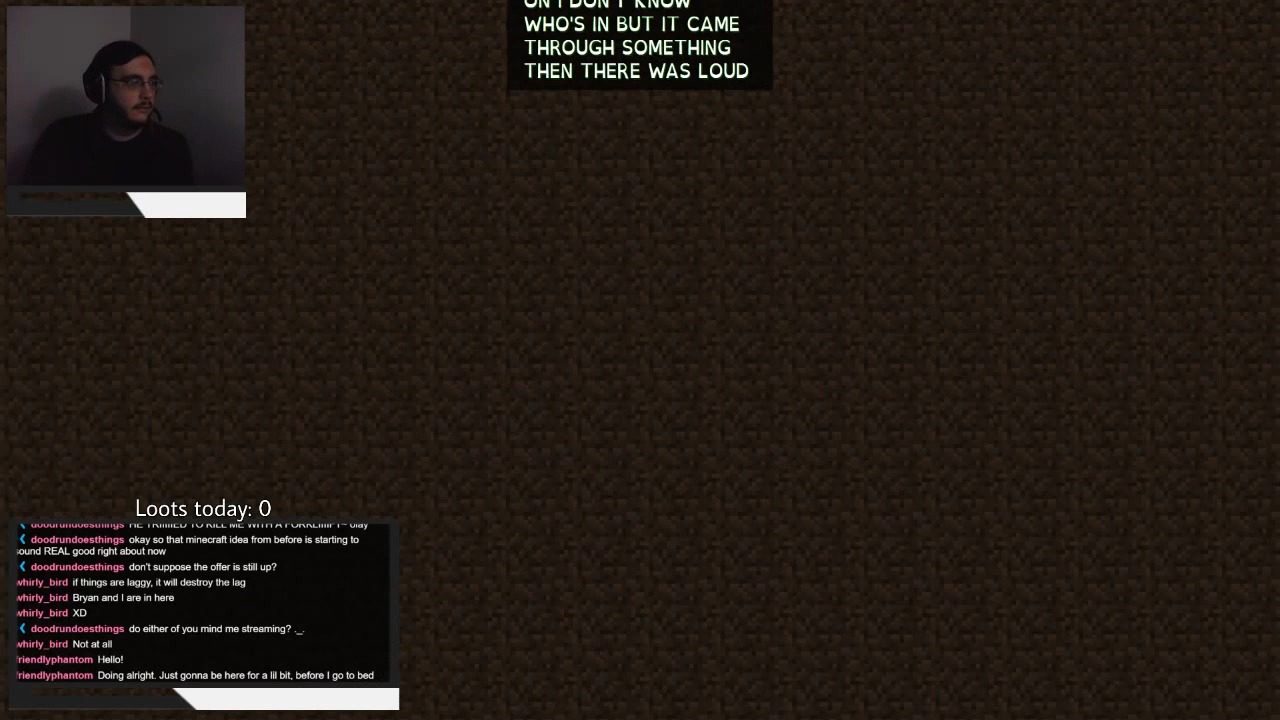 WHO'S IN BUT IT CAME
THROUGH SOMETHING
THEN THERE WAS LOUD
Loots today: 0
doodrundoesthings okay so that minecraft idea from before is starting to
sound REAL good right about now
doodrundoesthings don't suppose the offer is still up?
whirly_bird if things are laggy, it will destroy the lag
whirly_bird Bryan and I are in here
whirly_bird XD
doodrundoesthings do either of you mind me streaming? ._.
whirly_bird Not at all
friendlyphantom Hello!
friendlyphantom Doing alright. Just gonna be here for a lil bit, before I go to bed